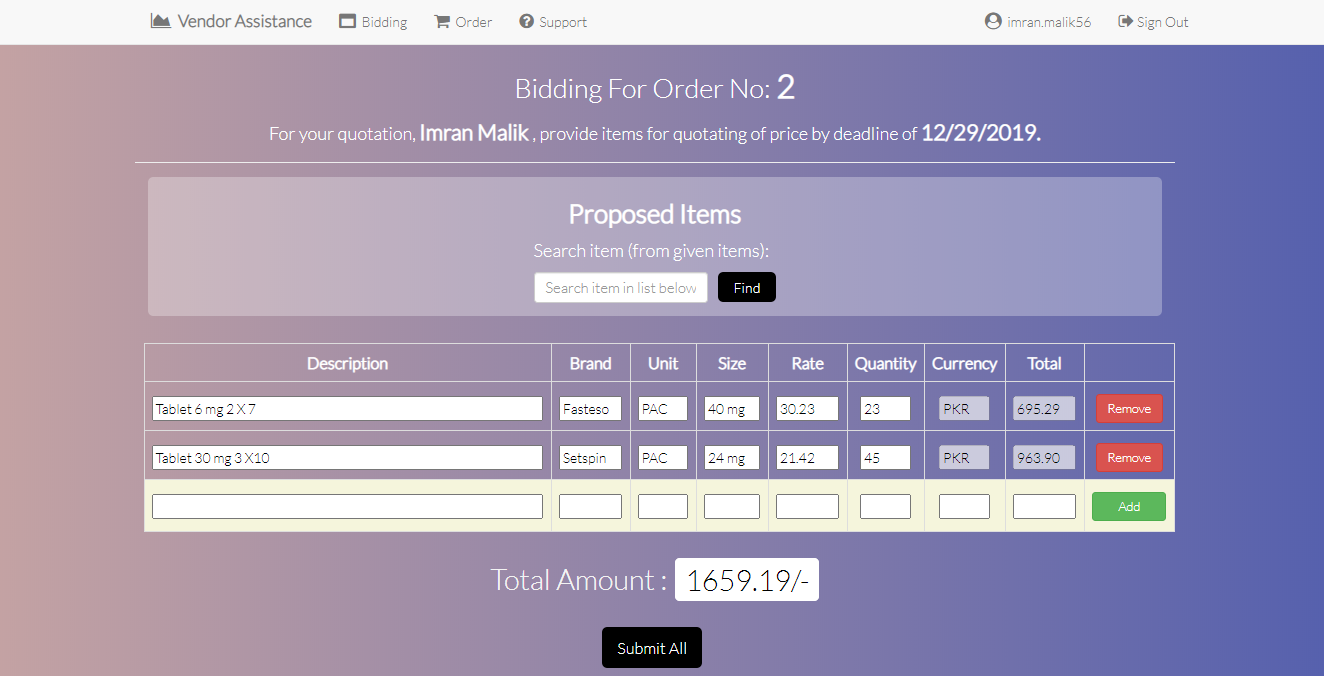 Vendor Assistance Bidding Order Support imran.malik56 Sign Out
Bidding For Order No: 2
For your quotation, Imran Malik , provide items for quotating of price by deadline of 12/29/2019.
Proposed Items
Search item (from given items):
Search item in list below Find
Description Brand Unit Size Rate Quantity Currency Total
Tablet 6 mg 2 X 7 Fasteso PAC 40 mg 30.23 23 PKR 695.29 Remove
Tablet 30 mg 3 X10 Setspin PAC 24 mg 21.42 45 PKR 963.90 Remove
Add
Total Amount : 1659.19/-
Submit All